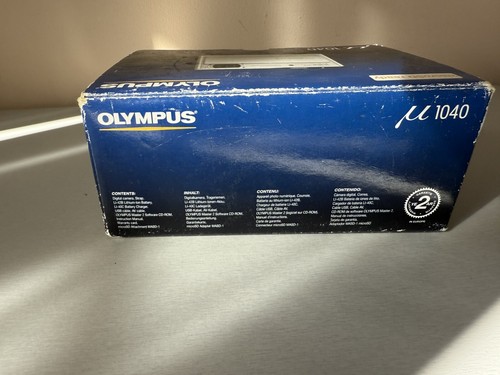 OLYMPUS
OLYMPUS
µ 1040
CONTENTS:
Digital camera, Strap,
LI-42B Lithium-Ion Battery,
LI-40C Battery Charger,
USB cable, AV cable,
OLYMPUS Master 2 Software CD-ROM,
Instruction Manual,
Warranty card,
microSD Attachment MASD-1
INHALT:
Digitalkamera, Trageriemen,
LI-42B Lithium-Ionen-Akku,
LI-40C Ladegerät,
USB-Kabel, AV-Kabel,
OLYMPUS Master 2 Software CD-ROM,
Bedienungsanleitung,
Garantiekarte,
microSD Adapter MASD-1
CONTENU:
Appareil photo numérique, Courroie,
Batterie au lithium-ion LI-42B,
Chargeur de batterie LI-40C,
Câble USB, Câble AV,
OLYMPUS Master 2 (logiciel sur CD-ROM),
Manuel d'instructions,
Carte de garantie,
CONTENIDO:
Cámara digital, Correa,
LI-42B Batería de iones de litio,
Cargador de batería LI-40C,
Cable USB, Cable AV,
CD-ROM de software OLYMPUS Master 2,
Manual de instrucciones,
Tarjeta de garantía,
Adaptador MASD-1 microSD
2